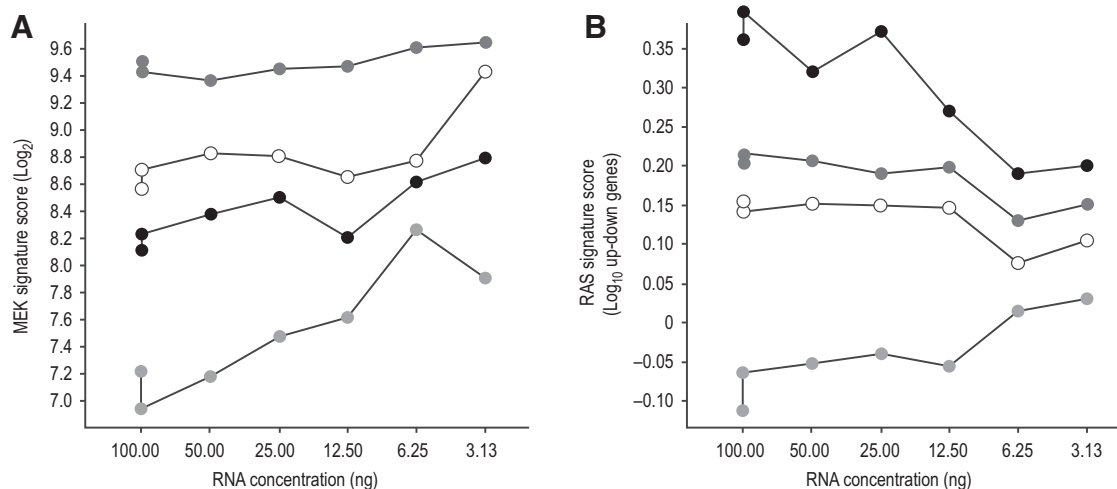 A
MEK signature score (Log2)
9.6
9.4
9.2
9.0
8.8
8.6
8.4
8.2
8.0
7.8
7.6
7.4
7.2
7.0
100.00 50.00 25.00 12.50 6.25 3.13
RNA concentration (ng)
B
RAS signature score
(Log10 up-down genes)
0.35
0.30
0.25
0.20
0.15
0.10
0.05
0
–0.05
–0.10
100.00 50.00 25.00 12.50 6.25 3.13
RNA concentration (ng)